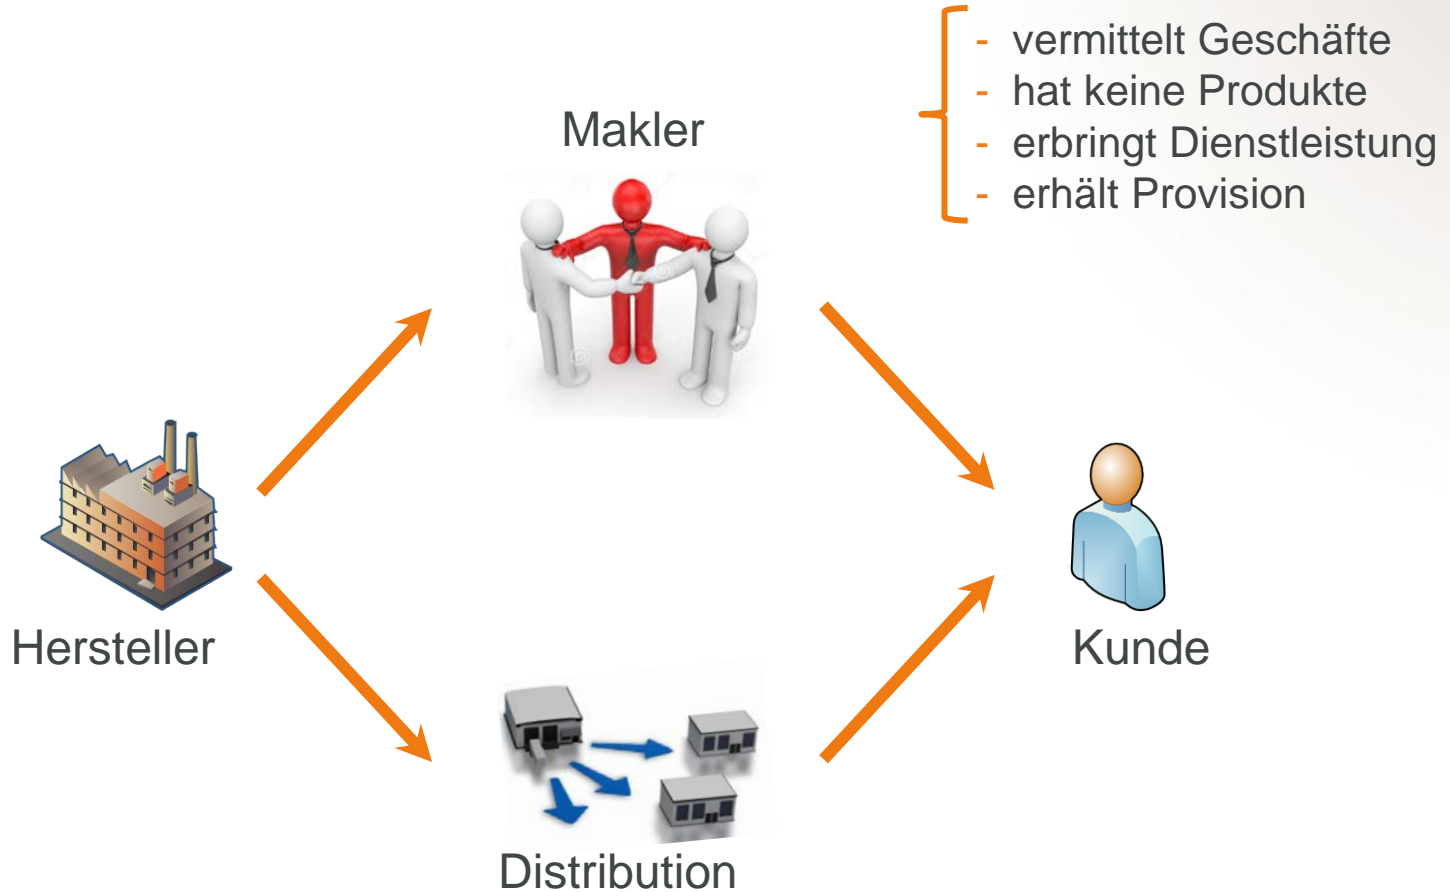 - vermittelt Geschäfte
- hat keine Produkte
- erbringt Dienstleistung
- erhält Provision
Makler
Hersteller
Kunde
Distribution